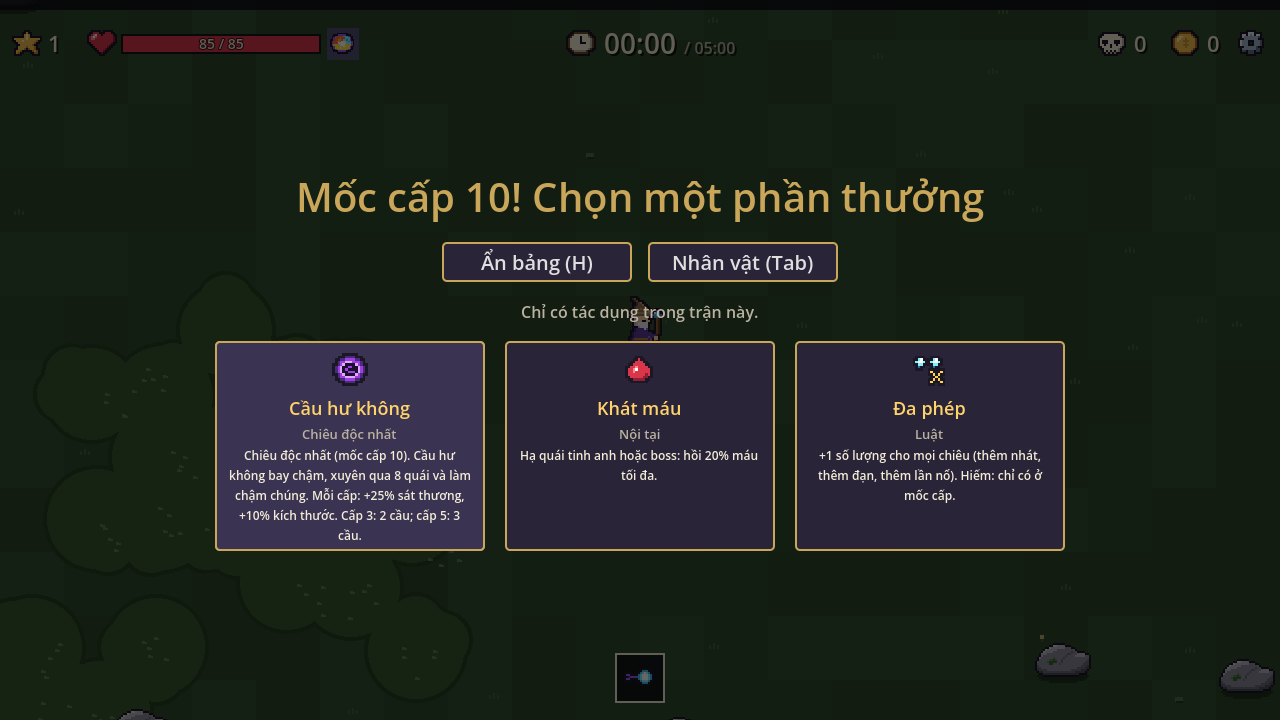 1
85 / 85
00:00 / 05:00
0
0
Mốc cấp 10! Chọn một phần thưởng
Ẩn bảng (H)
Nhân vật (Tab)
Chỉ có tác dụng trong trận này.
Cầu hư không
Chiêu độc nhất
Chiêu độc nhất (mốc cấp 10). Cầu hư
không bay chậm, xuyên qua 8 quái và làm
chậm chúng. Mỗi cấp: +25% sát thương,
+10% kích thước. Cấp 3: 2 cầu; cấp 5: 3
cầu.
Khát máu
Nội tại
Hạ quái tinh anh hoặc boss: hồi 20% máu
tối đa.
Đa phép
Luật
+1 số lượng cho mọi chiêu (thêm nhát,
thêm đạn, thêm lần nổ). Hiếm: chỉ có ở
mốc cấp.